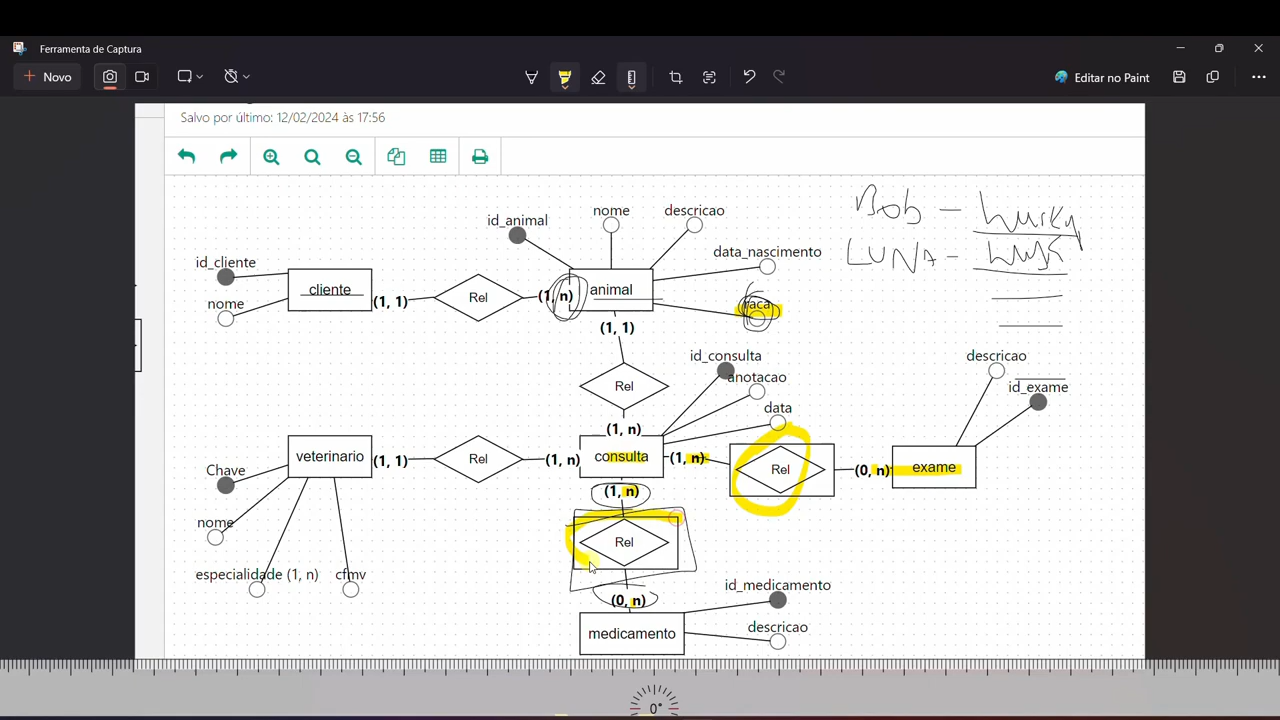 Ferramenta de Captura
Novo
Editar no Paint
Salvo por último: 12/02/2024 às 17:56
id_animal
nome
descricao
data_nascimento
raca
id_cliente
nome
cliente
(1, 1)
Rel
(1, n)
animal
Bob - husky
LUNA -
(1, 1)
Rel
(1, n)
id_consulta
anotacao
data
descricao
id_exame
veterinario
(1, 1)
Rel
(1, n)
consulta
(1, n)
Rel
(0, n)
exame
Chave
nome
especialidade (1, n)
cfmv
(1, n)
Rel
(0, n)
medicamento
id_medicamento
descricao
0°